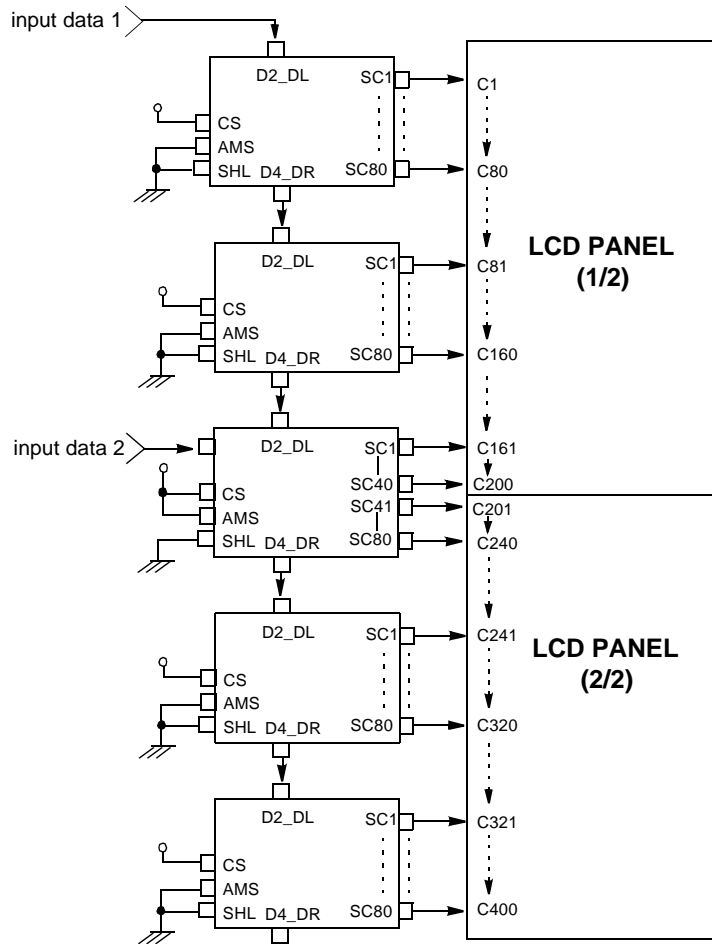 input data 1
D2_DL
SC1
CS
AMS
SHL
D4_DR
SC80
C1
C80
D2_DL
SC1
CS
AMS
SHL
D4_DR
SC80
C81
C160
LCD PANEL
(1/2)
input data 2
D2_DL
SC1
SC40
CS
SC41
AMS
SHL
D4_DR
SC80
C161
C200
C201
C240
D2_DL
SC1
CS
AMS
SHL
D4_DR
SC80
C241
C320
LCD PANEL
(2/2)
D2_DL
SC1
CS
AMS
SHL
D4_DR
SC80
C321
C400